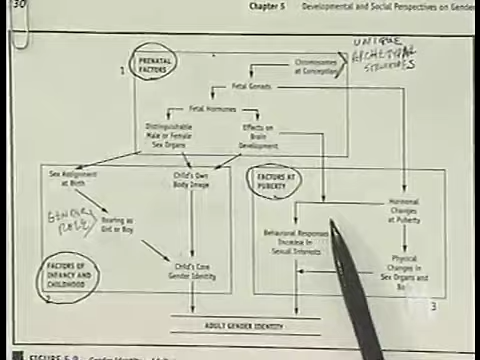 30
Chapter 5 Developmental and Social Perspectives on Gender
UNIQUE
ARCHETYPAL
STRUCTURES
PRENATAL
FACTORS
1
Chromosomes
at Conception
Fetal Gonads
Fetal Hormones
Distinguishable
Male or Female
Sex Organs
Effects on
Brain
Development
Sex Assignment
at Birth
Child's Own
Body Image
FACTORS AT
PUBERTY
GENDER
ROLE
Rearing as
Girl or Boy
Hormonal
Changes
at Puberty
Behavioral Responses
Increase in
Sexual Interests
Child's Core
Gender Identity
Physical
Changes in
Sex Organs and
Bo
FACTORS OF
INFANCY AND
CHILDHOOD
2
3
ADULT GENDER IDENTITY
FIGURE 5.9 Gender Identity